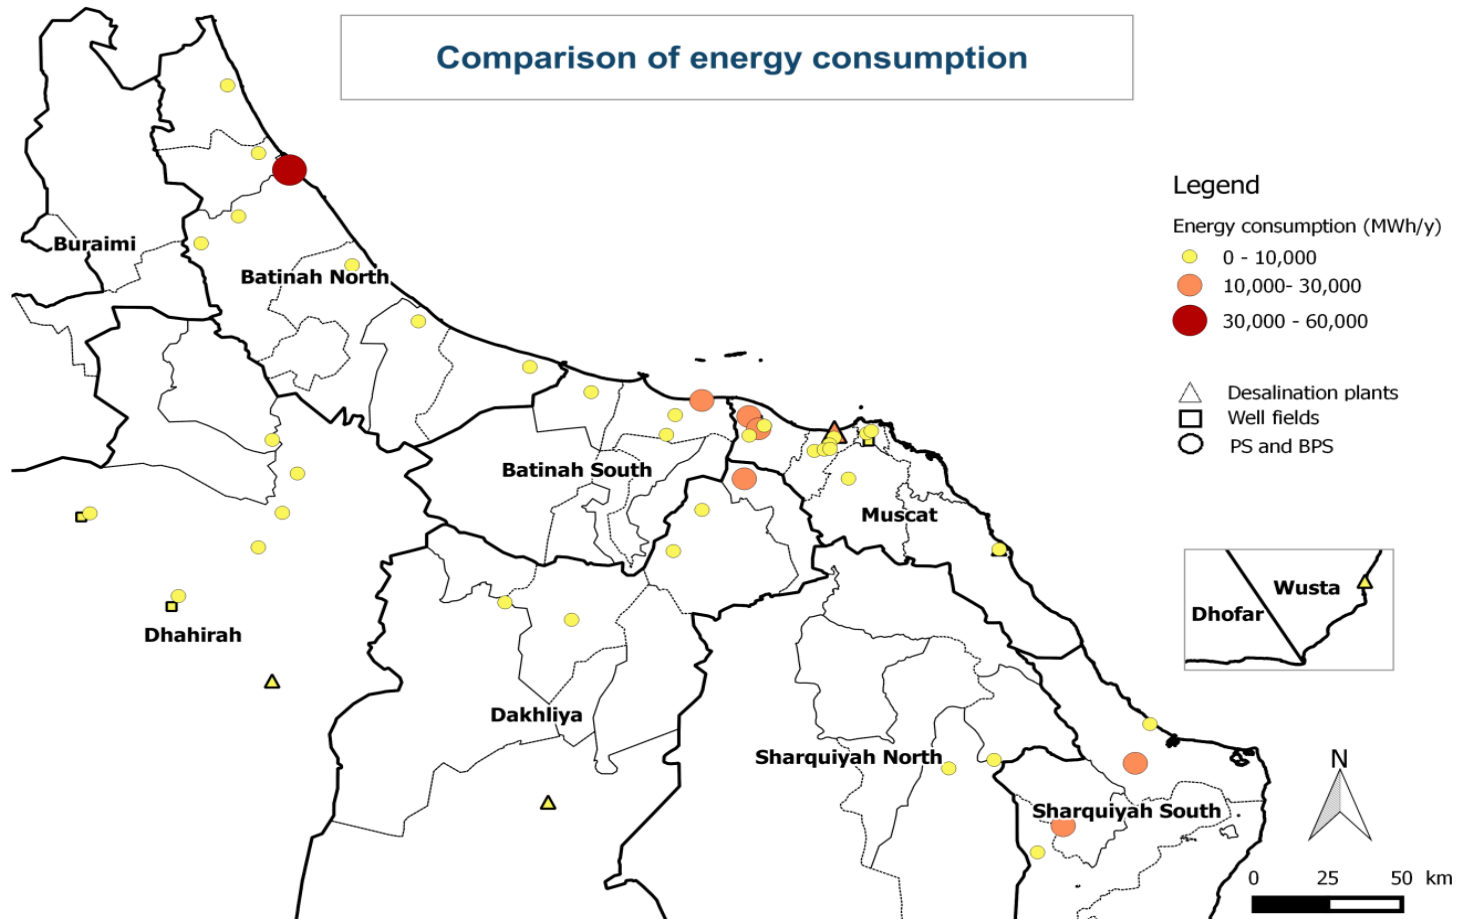 Comparison of energy consumption
Legend
Energy consumption (MWh/y)
0 - 10,000
10,000- 30,000
30,000 - 60,000
Desalination plants
Well fields
PS and BPS
Buraimi
Batinah North
Batinah South
Muscat
Wusta
Dhofar
Dhahirah
Dakhliya
Sharquiyah North
Sharquiyah South
N
0 25 50 km